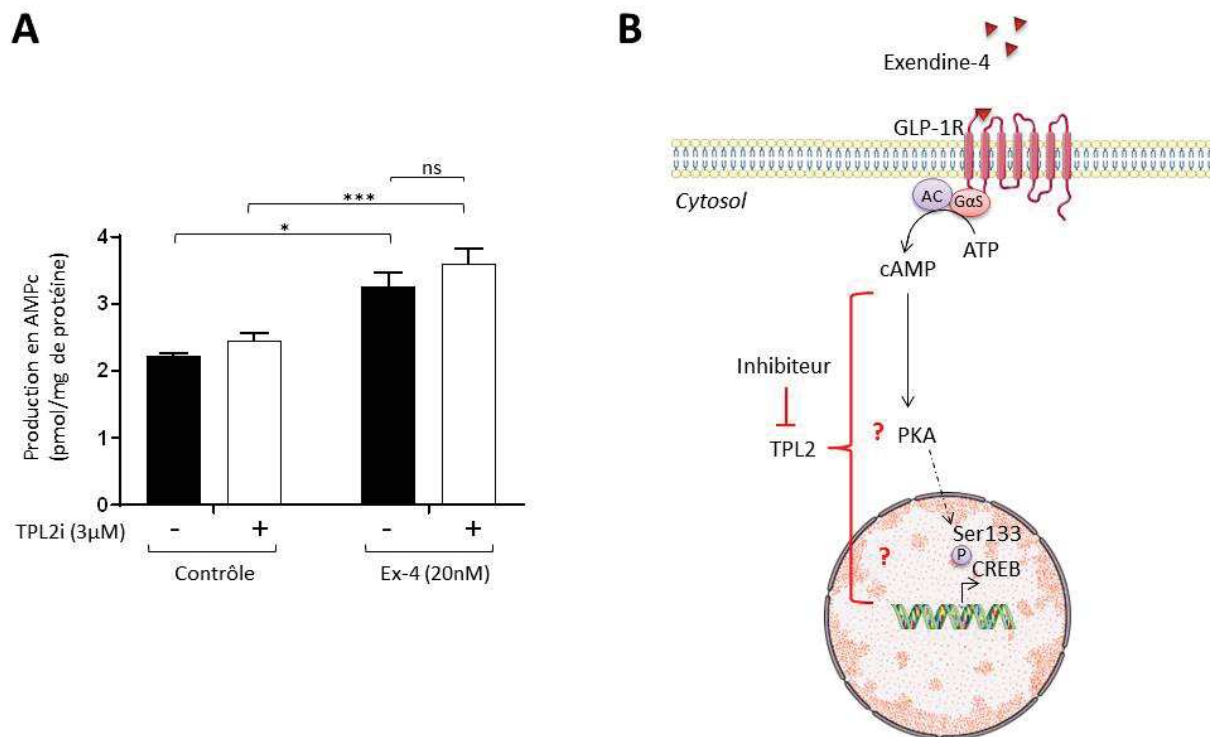 A
ns
***
*
Production en AMPc
(pmol/mg de protéine)
4
3
2
1
0
TPL2i (3µM)
-
+
-
+
Contrôle
Ex-4 (20nM)
B
Exendine-4
GLP-1R
Cytosol
AC
GαS
ATP
cAMP
Inhibiteur
TPL2
?
PKA
?
Ser133
P
CREB